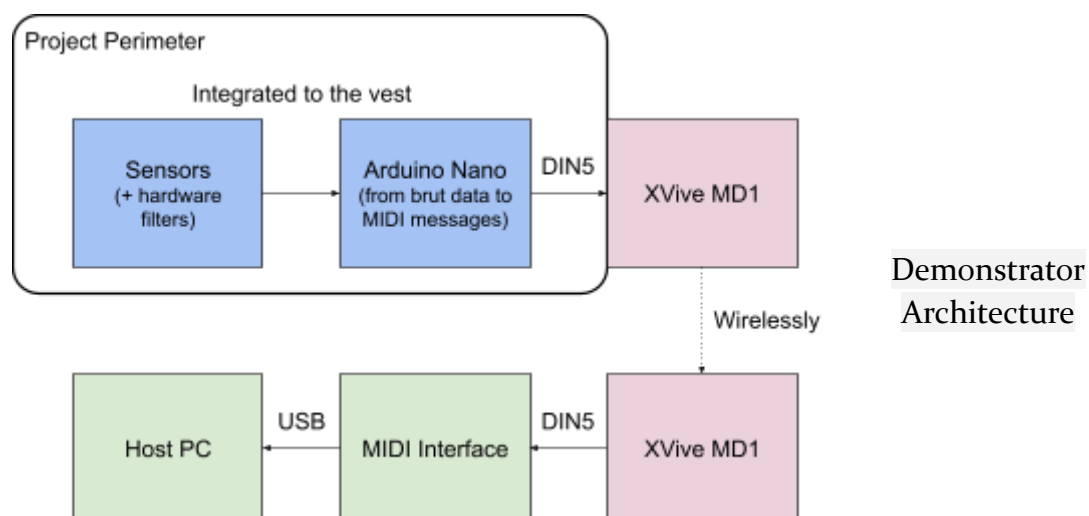 Project Perimeter
Integrated to the vest
Sensors
(+ hardware
filters)
Arduino Nano
(from brut data to
MIDI messages)
DIN5
XVive MD1
Demonstrator
Architecture
Wirelessly
Host PC
USB
MIDI Interface
DIN5
XVive MD1